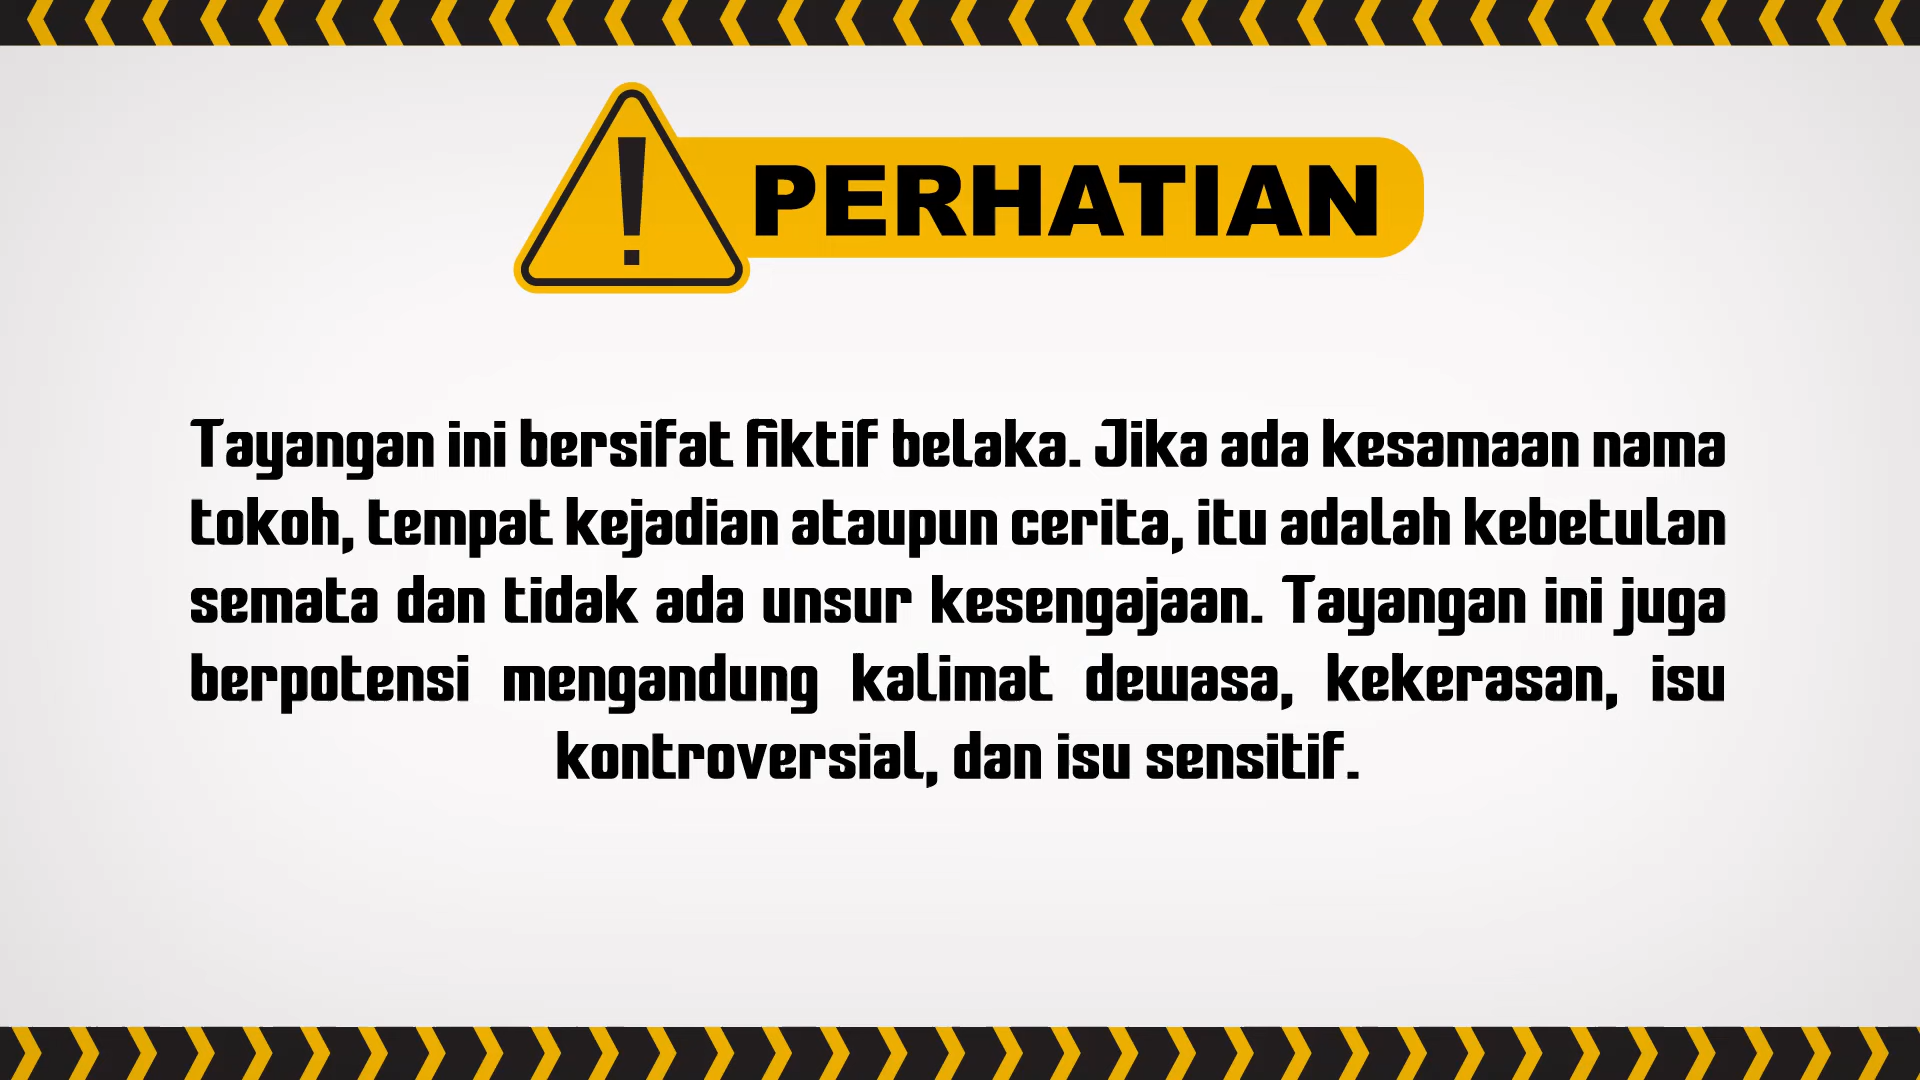 PERHATIAN
Tayangan ini bersifat fiktif belaka. Jika ada kesamaan nama
tokoh, tempat kejadian ataupun cerita, itu adalah kebetulan
semata dan tidak ada unsur kesengajaan. Tayangan ini juga
berpotensi mengandung kalimat dewasa, kekerasan, isu
kontroversial, dan isu sensitif.